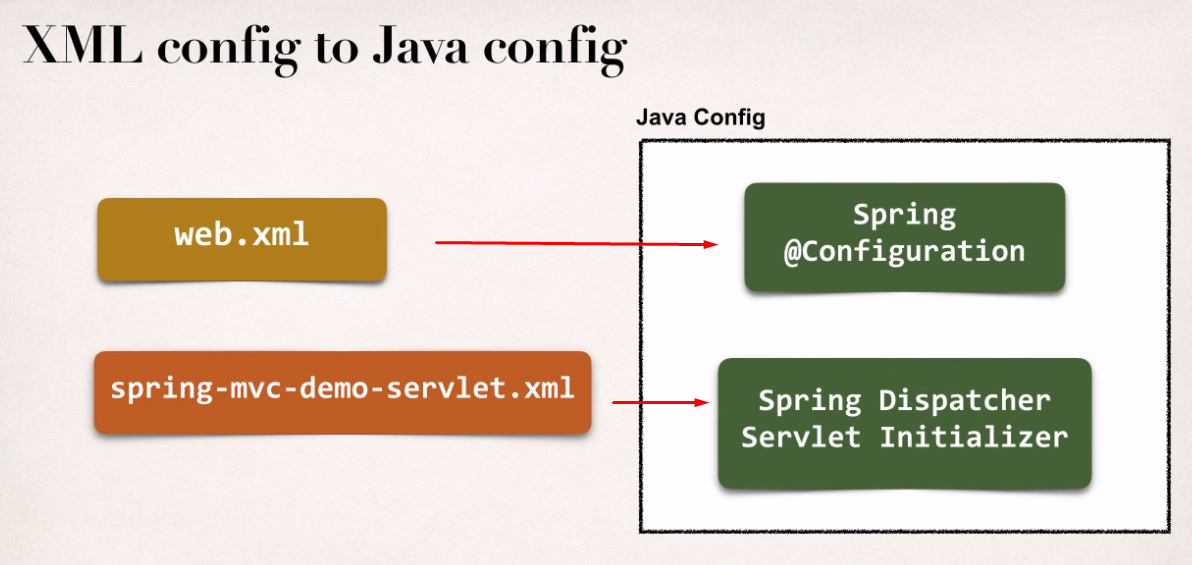 XML config to Java config
Java Config
web.xml
Spring
@Configuration
spring-mvc-demo-servlet.xml
Spring Dispatcher
Servlet Initializer